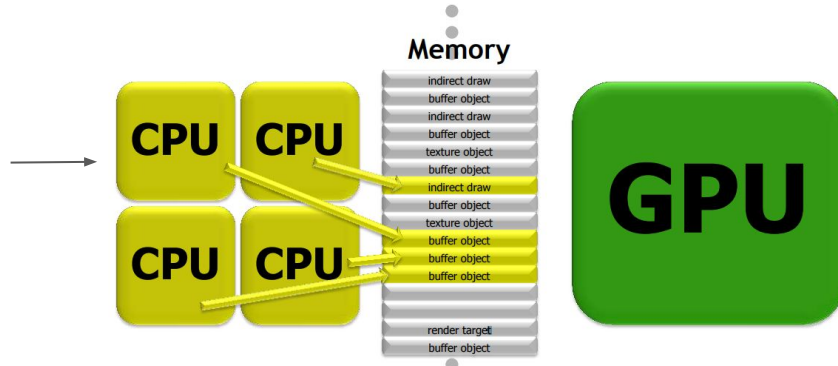 Memory
CPU
CPU
CPU
CPU
indirect draw
buffer object
indirect draw
buffer object
texture object
buffer object
indirect draw
buffer object
texture object
buffer object
buffer object
buffer object
render target
buffer object
GPU